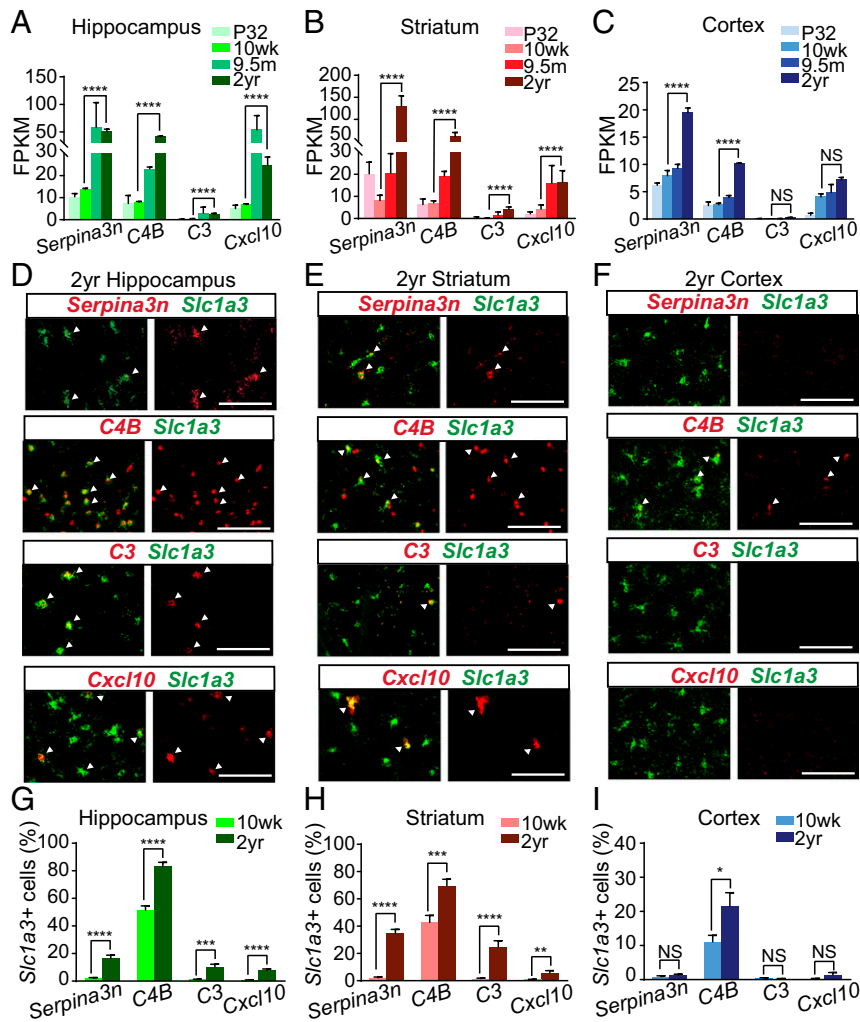 A Hippocampus
P32
10wk
9.5m
2yr
FPKM
150
100
50
30
20
10
0
****
****
****
****
Serpina3n C4B C3 Cxcl10
B Striatum
P32
10wk
9.5m
2yr
FPKM
200
150
100
50
30
20
10
0
****
****
****
****
Serpina3n C4B C3 Cxcl10
C Cortex
P32
10wk
9.5m
2yr
FPKM
25
20
15
10
5
0
****
****
NS
NS
Serpina3n C4B C3 Cxcl10
D 2yr Hippocampus
Serpina3n Slc1a3
C4B Slc1a3
C3 Slc1a3
Cxcl10 Slc1a3
E 2yr Striatum
Serpina3n Slc1a3
C4B Slc1a3
C3 Slc1a3
Cxcl10 Slc1a3
F 2yr Cortex
Serpina3n Slc1a3
C4B Slc1a3
C3 Slc1a3
Cxcl10 Slc1a3
G Hippocampus
10wk
2yr
Slc1a3+ cells (%)
100
80
60
40
20
0
****
****
***
****
Serpina3n C4B C3 Cxcl10
H Striatum
10wk
2yr
Slc1a3+ cells (%)
100
80
60
40
20
0
****
***
****
**
Serpina3n C4B C3 Cxcl10
I Cortex
10wk
2yr
Slc1a3+ cells (%)
40
30
20
10
0
NS
*
NS
NS
Serpina3n C4B C3 Cxcl10